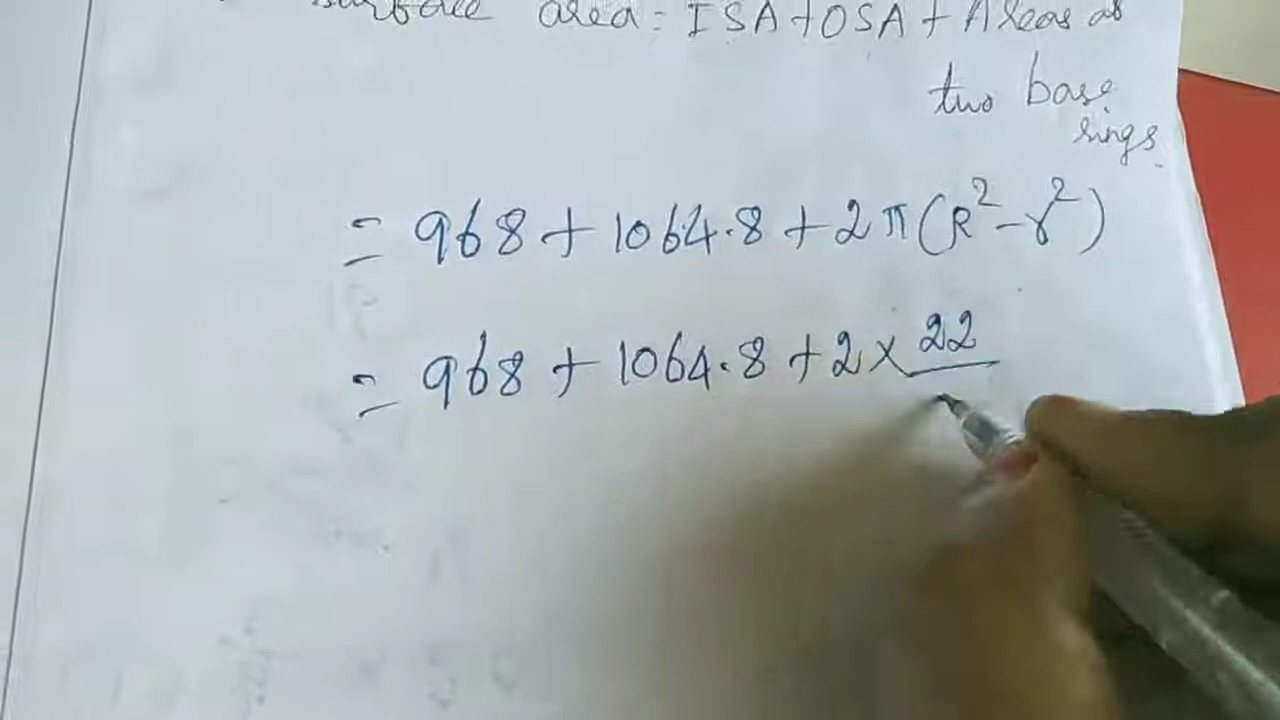 surface area = ISA + OSA + Areas of
two base
rings.
= 968 + 1064.8 + 2π(R²-r²)
= 968 + 1064.8 + 2 × 22